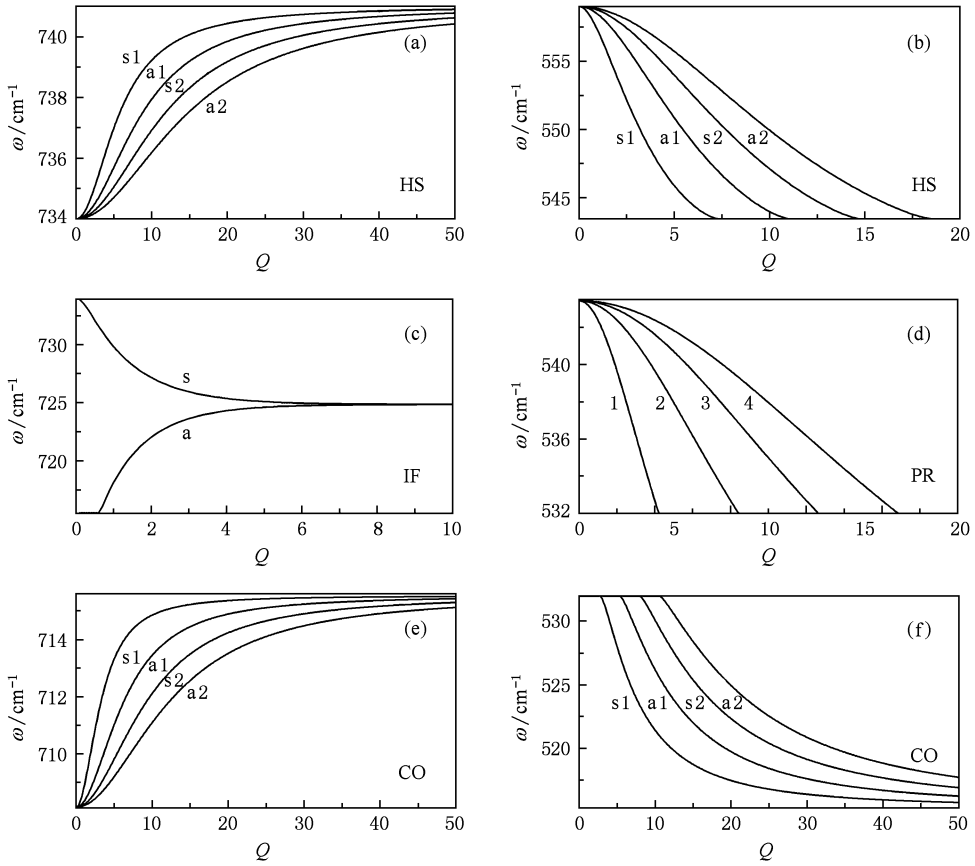 740
738
736
734
ω/cm⁻¹
(a)
s1
a1
s2
a2
HS
0 10 20 30 40 50
Q
555
550
545
ω/cm⁻¹
(b)
s1 a1 s2 a2
HS
0 5 10 15 20
Q
730
725
720
ω/cm⁻¹
(c)
s
a
IF
0 2 4 6 8 10
Q
540
536
532
ω/cm⁻¹
(d)
1 2 3 4
PR
0 5 10 15 20
Q
714
712
710
ω/cm⁻¹
(e)
s1
a1
s2
a2
CO
0 10 20 30 40 50
Q
530
525
520
ω/cm⁻¹
(f)
s1 a1 s2 a2
CO
0 10 20 30 40 50
Q